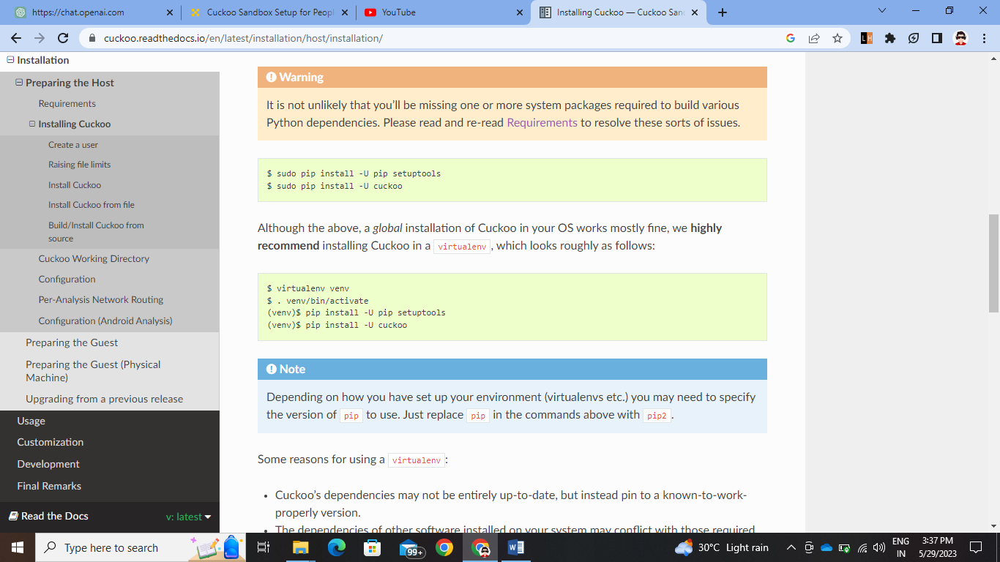 https://chat.openai.com
Cuckoo Sandbox Setup for Peopl
YouTube
Installing Cuckoo — Cuckoo San
cuckoo.readthedocs.io/en/latest/installation/host/installation/
Installation
Preparing the Host
Requirements
Installing Cuckoo
Create a user
Raising file limits
Install Cuckoo
Install Cuckoo from file
Build/Install Cuckoo from
source
Cuckoo Working Directory
Configuration
Per-Analysis Network Routing
Configuration (Android Analysis)
Preparing the Guest
Preparing the Guest (Physical
Machine)
Upgrading from a previous release
Usage
Customization
Development
Final Remarks
Read the Docs
v: latest
Warning
It is not unlikely that you’ll be missing one or more system packages required to build various
Python dependencies. Please read and re-read Requirements to resolve these sorts of issues.
$ sudo pip install -U pip setuptools
$ sudo pip install -U cuckoo
Although the above, a global installation of Cuckoo in your OS works mostly fine, we highly
recommend installing Cuckoo in a virtualenv, which looks roughly as follows:
$ virtualenv venv
$ . venv/bin/activate
(venv)$ pip install -U pip setuptools
(venv)$ pip install -U cuckoo
Note
Depending on how you have set up your environment (virtualenvs etc.) you may need to specify
the version of pip to use. Just replace pip in the commands above with pip2.
Some reasons for using a virtualenv:
• Cuckoo’s dependencies may not be entirely up-to-date, but instead pin to a known-to-work-
properly version.
• The dependencies of other software installed on your system may conflict with those required
Type here to search
99+
30°C Light rain
ENG
IN
3:37 PM
5/29/2023